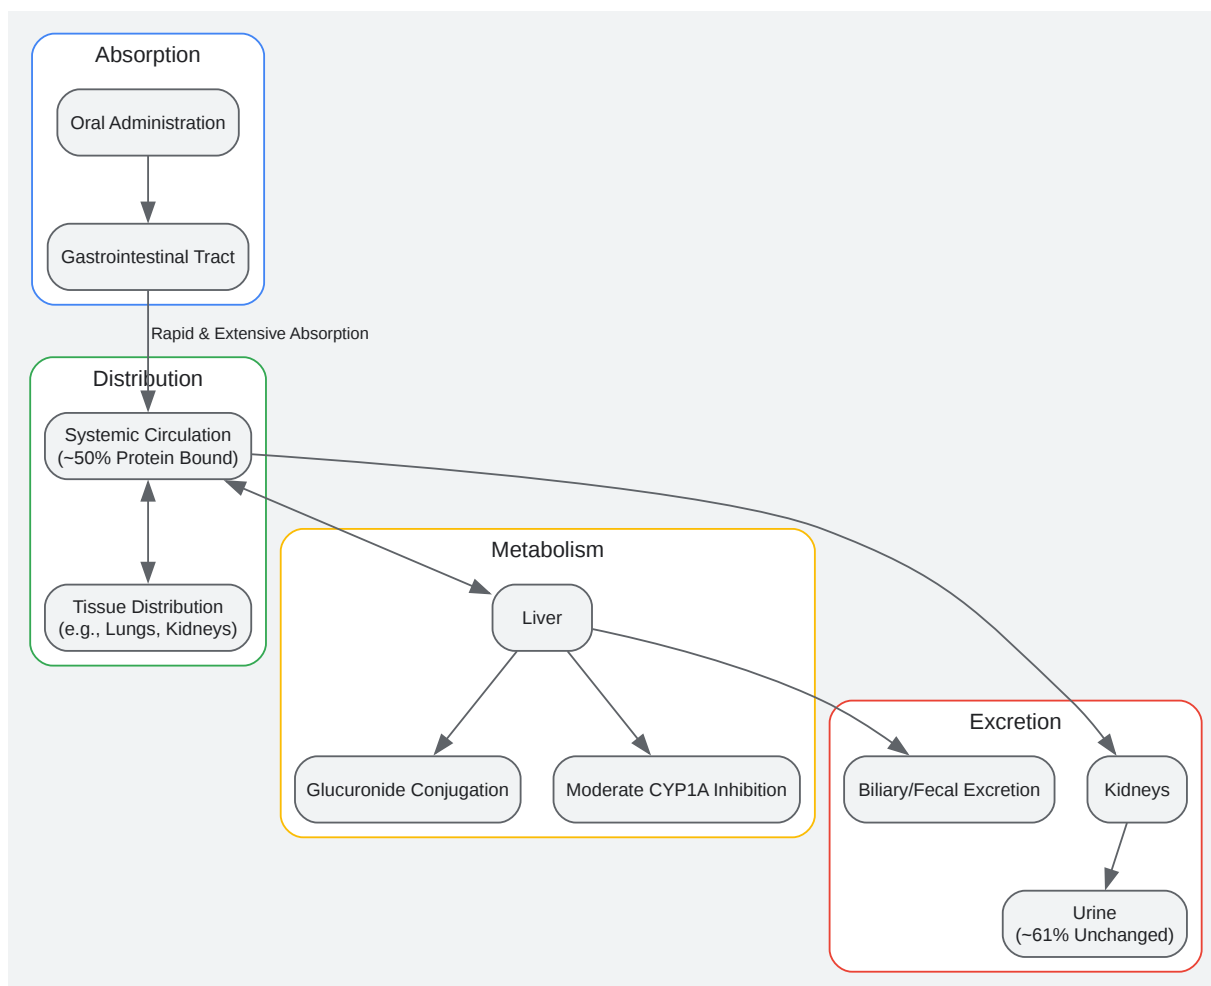 Absorption
Oral Administration
Gastrointestinal Tract
Rapid & Extensive Absorption
Distribution
Systemic Circulation
(~50% Protein Bound)
Tissue Distribution
(e.g., Lungs, Kidneys)
Metabolism
Liver
Glucuronide Conjugation
Moderate CYP1A Inhibition
Excretion
Biliary/Fecal Excretion
Kidneys
Urine
(~61% Unchanged)